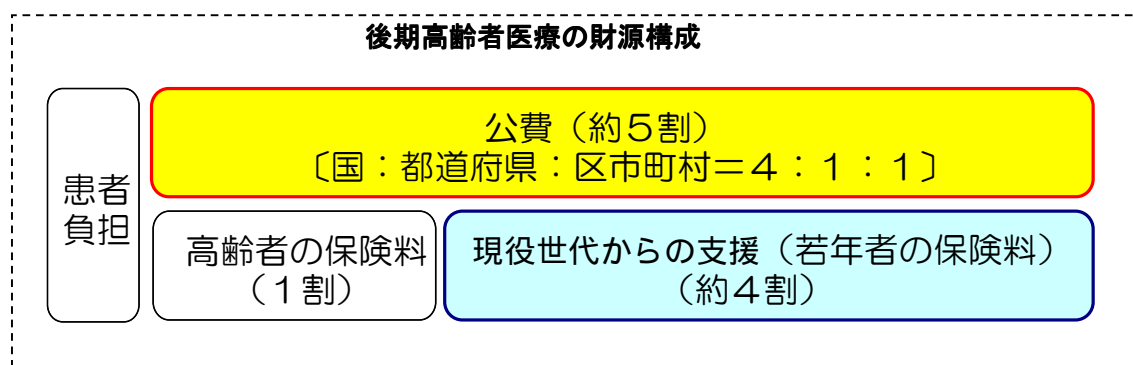 後期高齢者医療の財源構成
公費（約５割）
〔国：都道府県：区市町村＝４：１：１〕
患者
負担
高齢者の保険料
（１割）
現役世代からの支援（若年者の保険料）
（約４割）